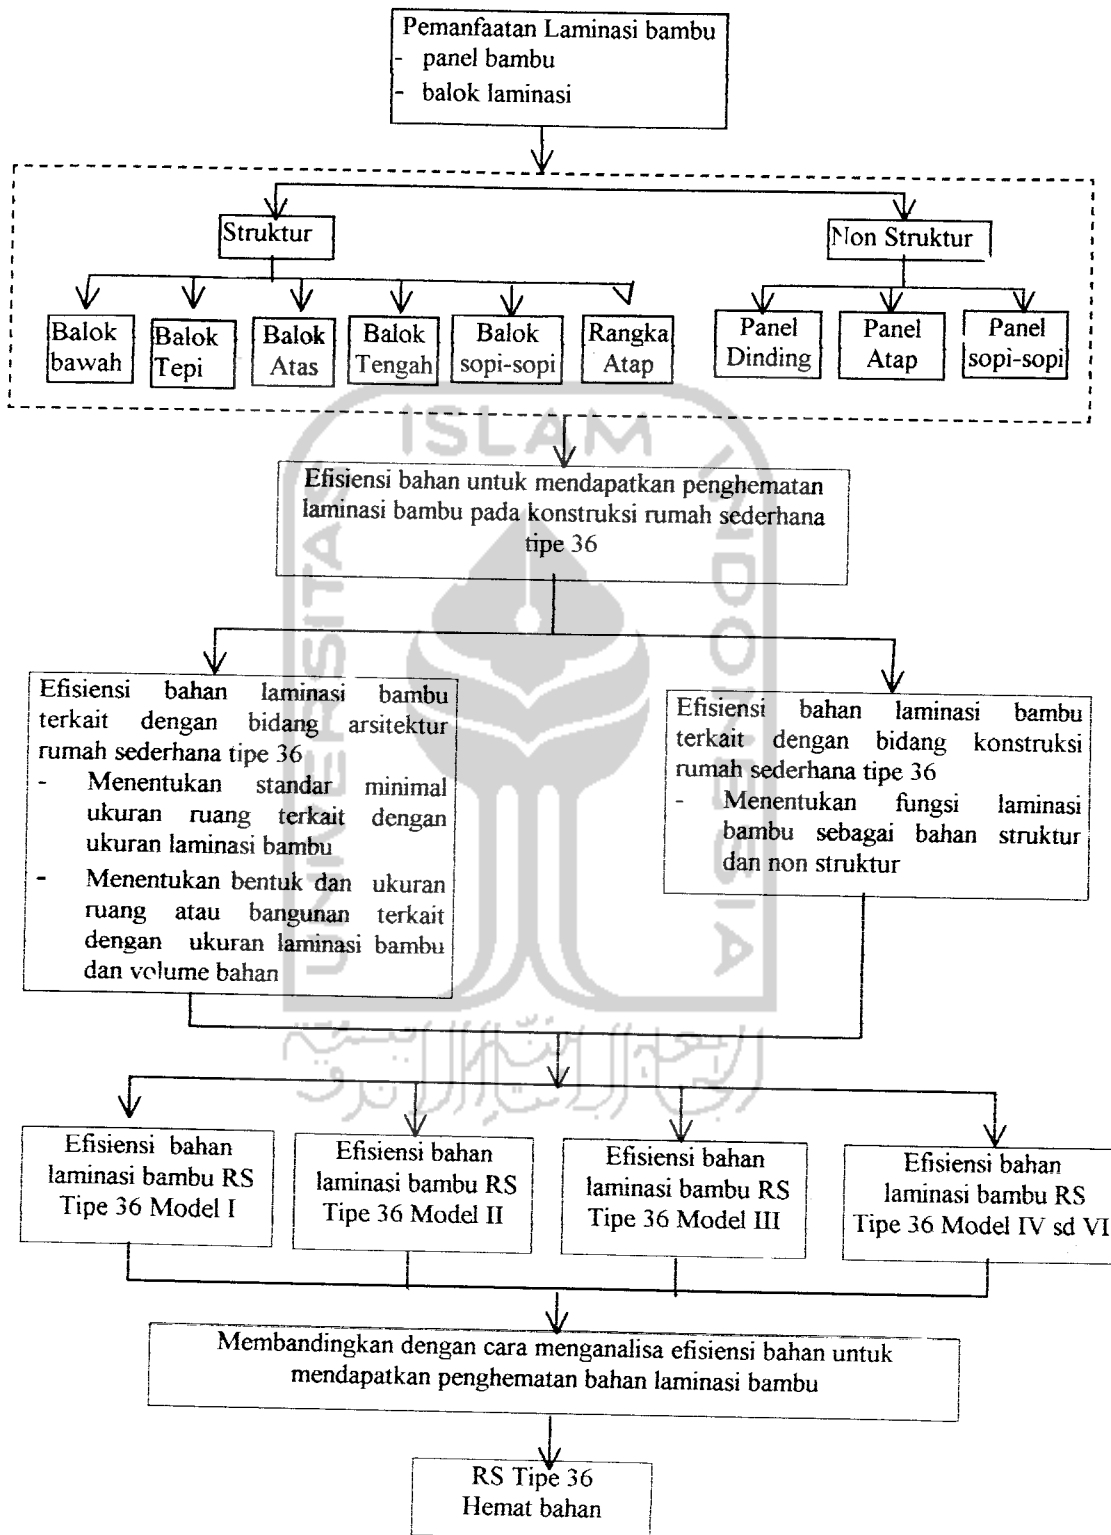 Pemanfaatan Laminasi bambu
- panel bambu
- balok laminasi
Struktur
Non Struktur
Balok
bawah
Balok
Tepi
Balok
Atas
Balok
Tengah
Balok
sopi-sopi
Rangka
Atap
Panel
Dinding
Panel
Atap
Panel
sopi-sopi
ISLAM
UNIVERSITAS
INDONESIA
Efisiensi bahan untuk mendapatkan penghematan
laminasi bambu pada konstruksi rumah sederhana
tipe 36
Efisiensi bahan laminasi bambu
terkait dengan bidang arsitektur
rumah sederhana tipe 36
- Menentukan standar minimal
ukuran ruang terkait dengan
ukuran laminasi bambu
- Menentukan bentuk dan ukuran
ruang atau bangunan terkait
dengan ukuran laminasi bambu
dan volume bahan
Efisiensi bahan laminasi bambu
terkait dengan bidang konstruksi
rumah sederhana tipe 36
- Menentukan fungsi laminasi
bambu sebagai bahan struktur
dan non struktur
Efisiensi bahan
laminasi bambu RS
Tipe 36 Model I
Efisiensi bahan
laminasi bambu RS
Tipe 36 Model II
Efisiensi bahan
laminasi bambu RS
Tipe 36 Model III
Efisiensi bahan
laminasi bambu RS
Tipe 36 Model IV sd VI
Membandingkan dengan cara menganalisa efisiensi bahan untuk
mendapatkan penghematan bahan laminasi bambu
RS Tipe 36
Hemat bahan